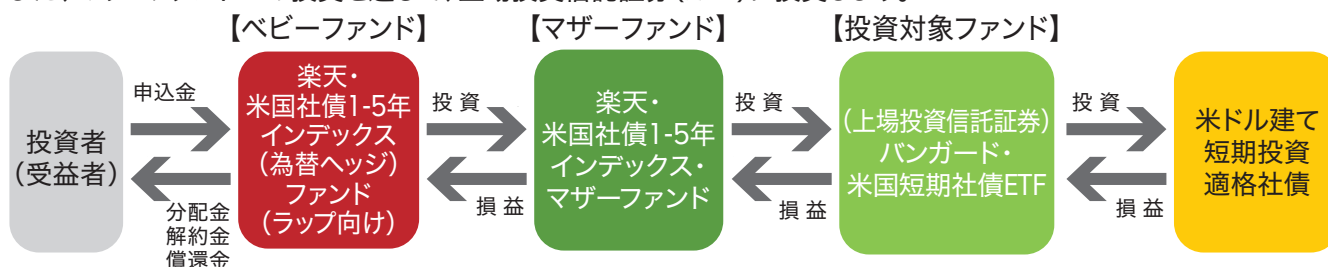 【ベビーファンド】
【マザーファンド】
【投資対象ファンド】
投資者
(受益者)
申込金
分配金
解約金
償還金
楽天・
米国社債1-5年
インデックス
(為替ヘッジ)
ファンド
(ラップ向け)
投資
損益
楽天・
米国社債1-5年
インデックス・
マザーファンド
投資
損益
(上場投資信託証券)
バンガード・
米国短期社債ETF
投資
損益
米ドル建て
短期投資
適格社債